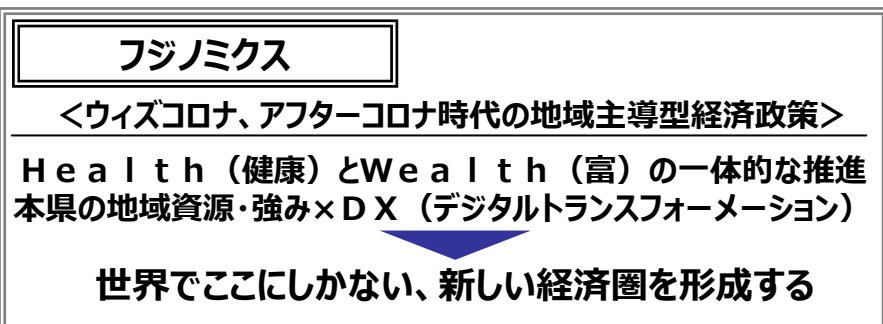 フジノミクス
＜ウィズコロナ、アフターコロナ時代の地域主導型経済政策＞
Ｈｅａｌｔｈ（健康）とＷｅａｌｔｈ（富）の一体的な推進
本県の地域資源・強み×ＤＸ（デジタルトランスフォーメーション）
世界でここにしかない、新しい経済圏を形成する